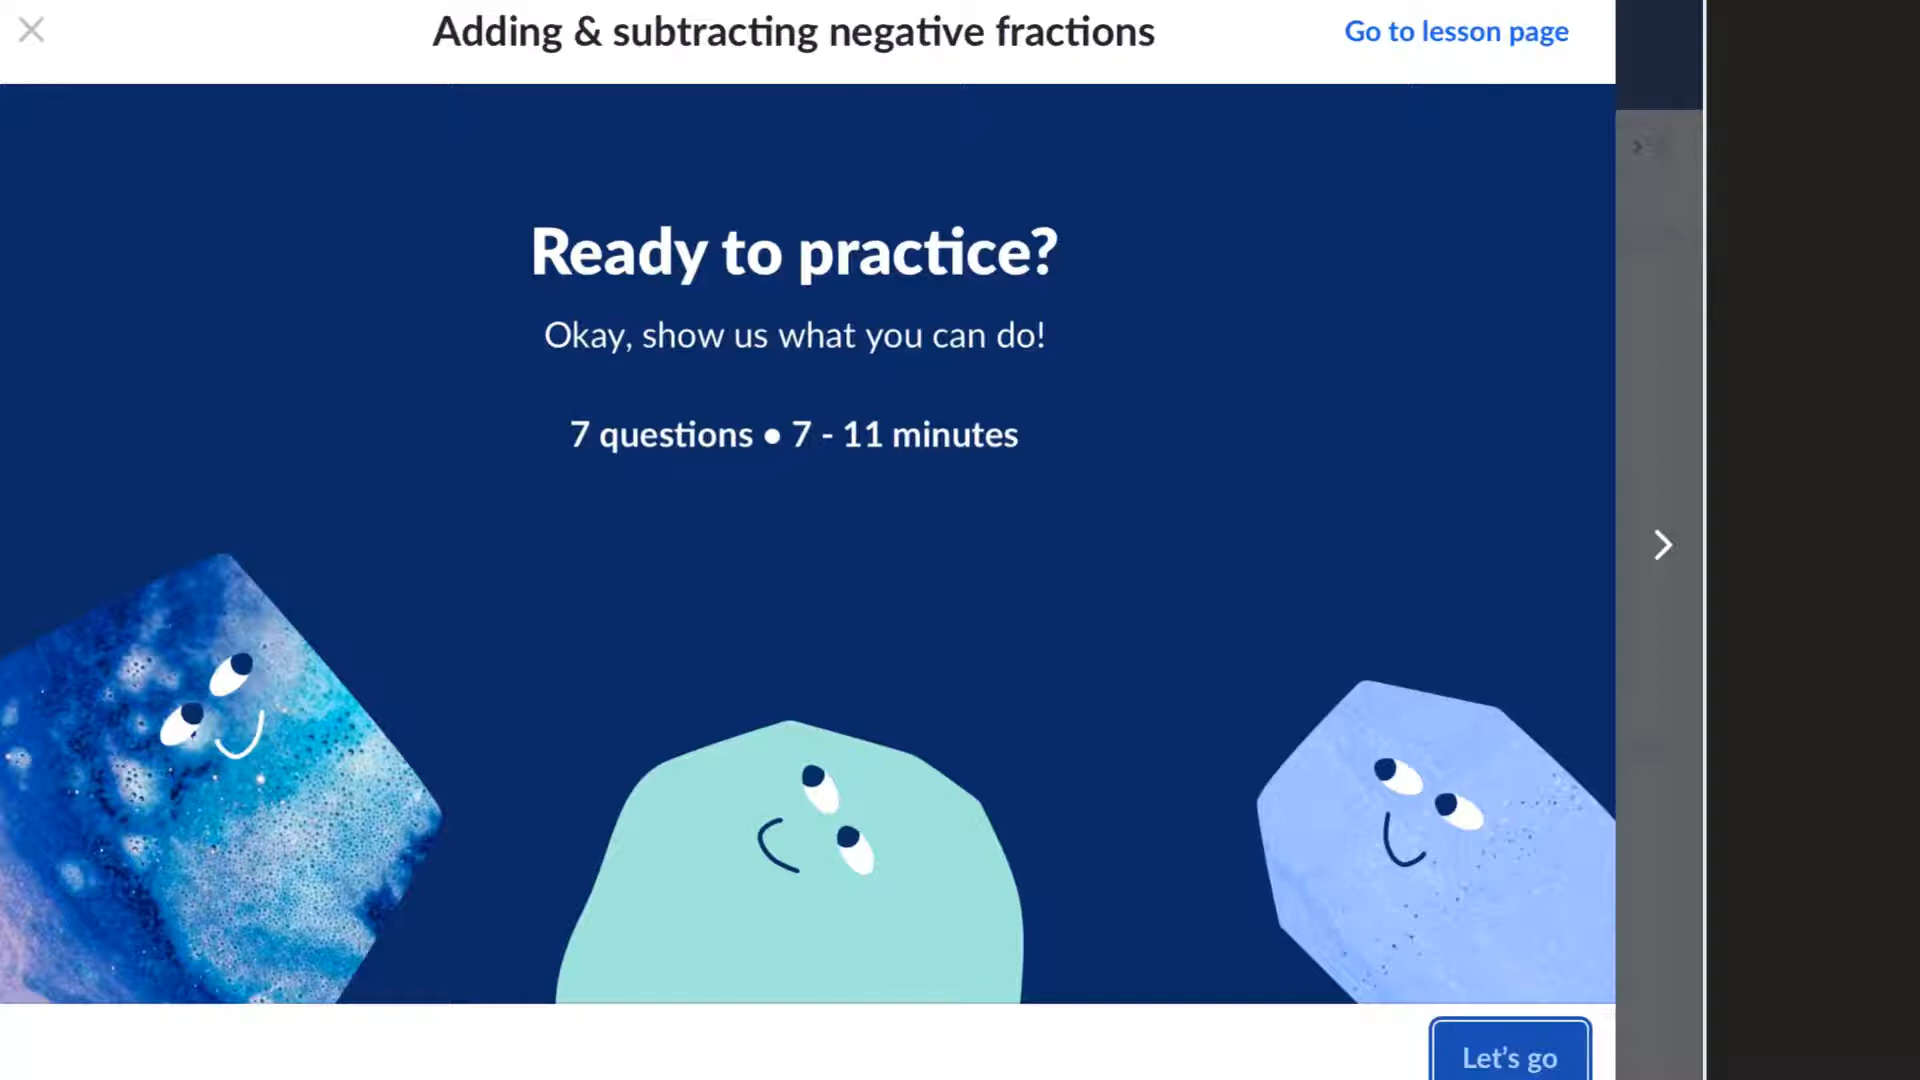 Adding & subtracting negative fractions
Go to lesson page
Ready to practice?
Okay, show us what you can do!
7 questions • 7 - 11 minutes
Let's go